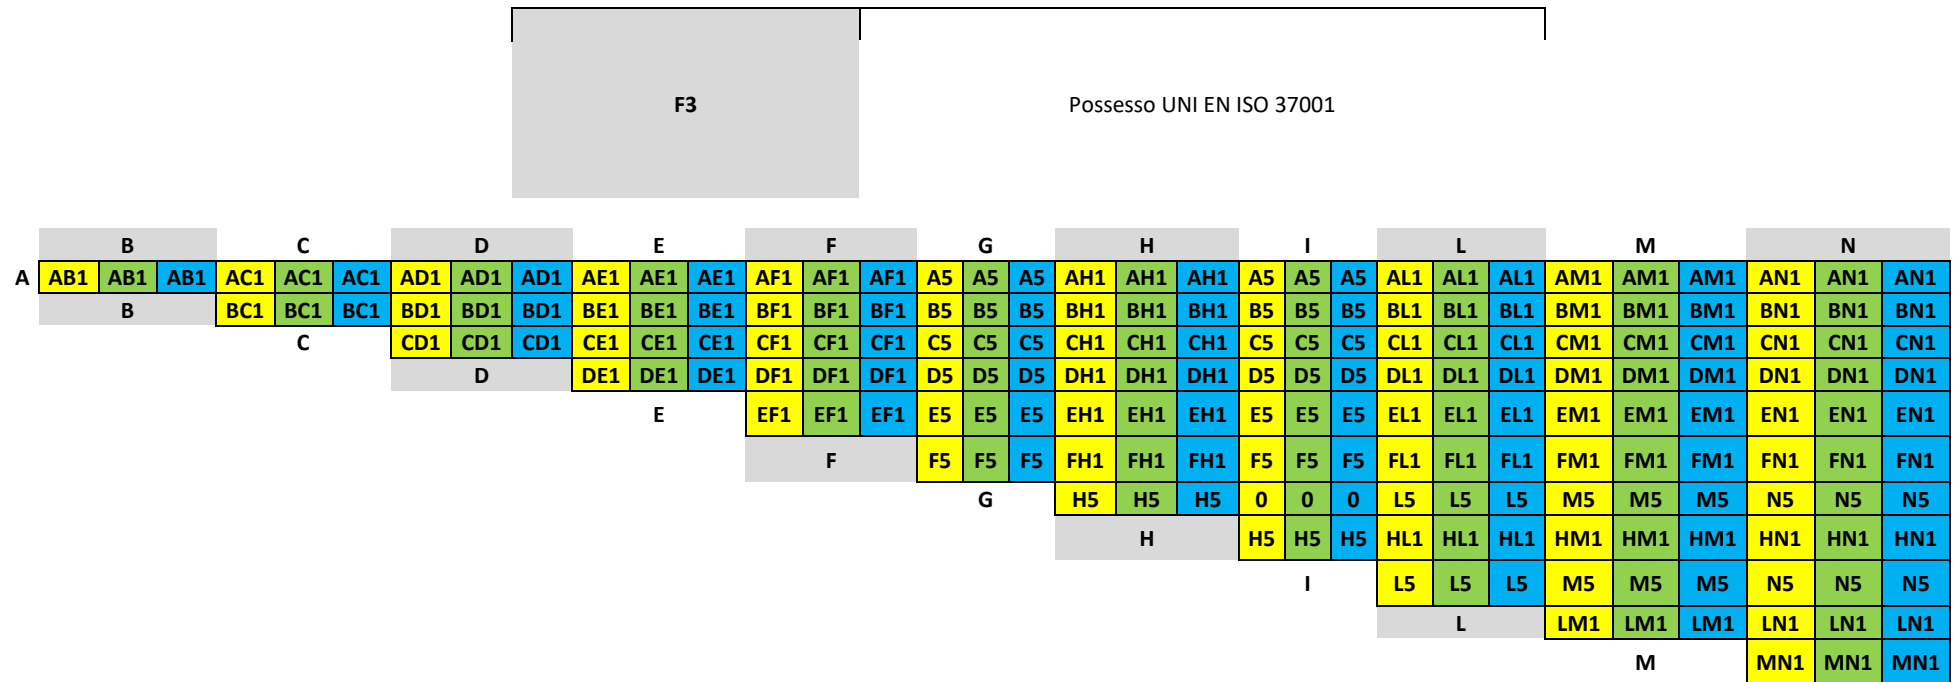 F3 Possesso UNI EN ISO 37001
B C D E F G H I L M N
A AB1 AB1 AB1 AC1 AC1 AC1 AD1 AD1 AD1 AE1 AE1 AE1 AF1 AF1 AF1 A5 A5 A5 AH1 AH1 AH1 A5 A5 A5 AL1 AL1 AL1 AM1 AM1 AM1 AN1 AN1 AN1
B BC1 BC1 BC1 BD1 BD1 BD1 BE1 BE1 BE1 BF1 BF1 BF1 B5 B5 B5 BH1 BH1 BH1 B5 B5 B5 BL1 BL1 BL1 BM1 BM1 BM1 BN1 BN1 BN1
C CD1 CD1 CD1 CE1 CE1 CE1 CF1 CF1 CF1 C5 C5 C5 CH1 CH1 CH1 C5 C5 C5 CL1 CL1 CL1 CM1 CM1 CM1 CN1 CN1 CN1
D DE1 DE1 DE1 DF1 DF1 DF1 D5 D5 D5 DH1 DH1 DH1 D5 D5 D5 DL1 DL1 DL1 DM1 DM1 DM1 DN1 DN1 DN1
E EF1 EF1 EF1 E5 E5 E5 EH1 EH1 EH1 E5 E5 E5 EL1 EL1 EL1 EM1 EM1 EM1 EN1 EN1 EN1
F F5 F5 F5 FH1 FH1 FH1 F5 F5 F5 FL1 FL1 FL1 FM1 FM1 FM1 FN1 FN1 FN1
G H5 H5 H5 0 0 0 L5 L5 L5 M5 M5 M5 N5 N5 N5
H H5 H5 H5 HL1 HL1 HL1 HM1 HM1 HM1 HN1 HN1 HN1
I L5 L5 L5 M5 M5 M5 N5 N5 N5
L LM1 LM1 LM1 LN1 LN1 LN1
M MN1 MN1 MN1